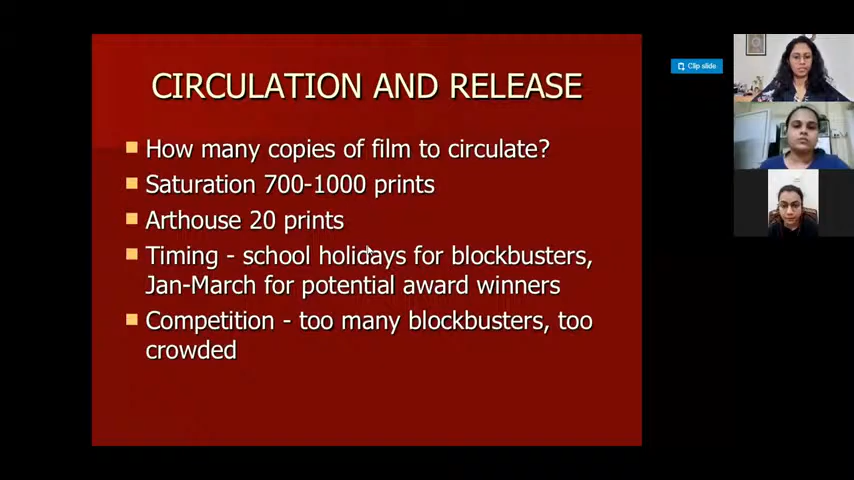 CIRCULATION AND RELEASE
How many copies of film to circulate?
Saturation 700-1000 prints
Arthouse 20 prints
Timing - school holidays for blockbusters,
Jan-March for potential award winners
Competition - too many blockbusters, too
crowded
Clip slide